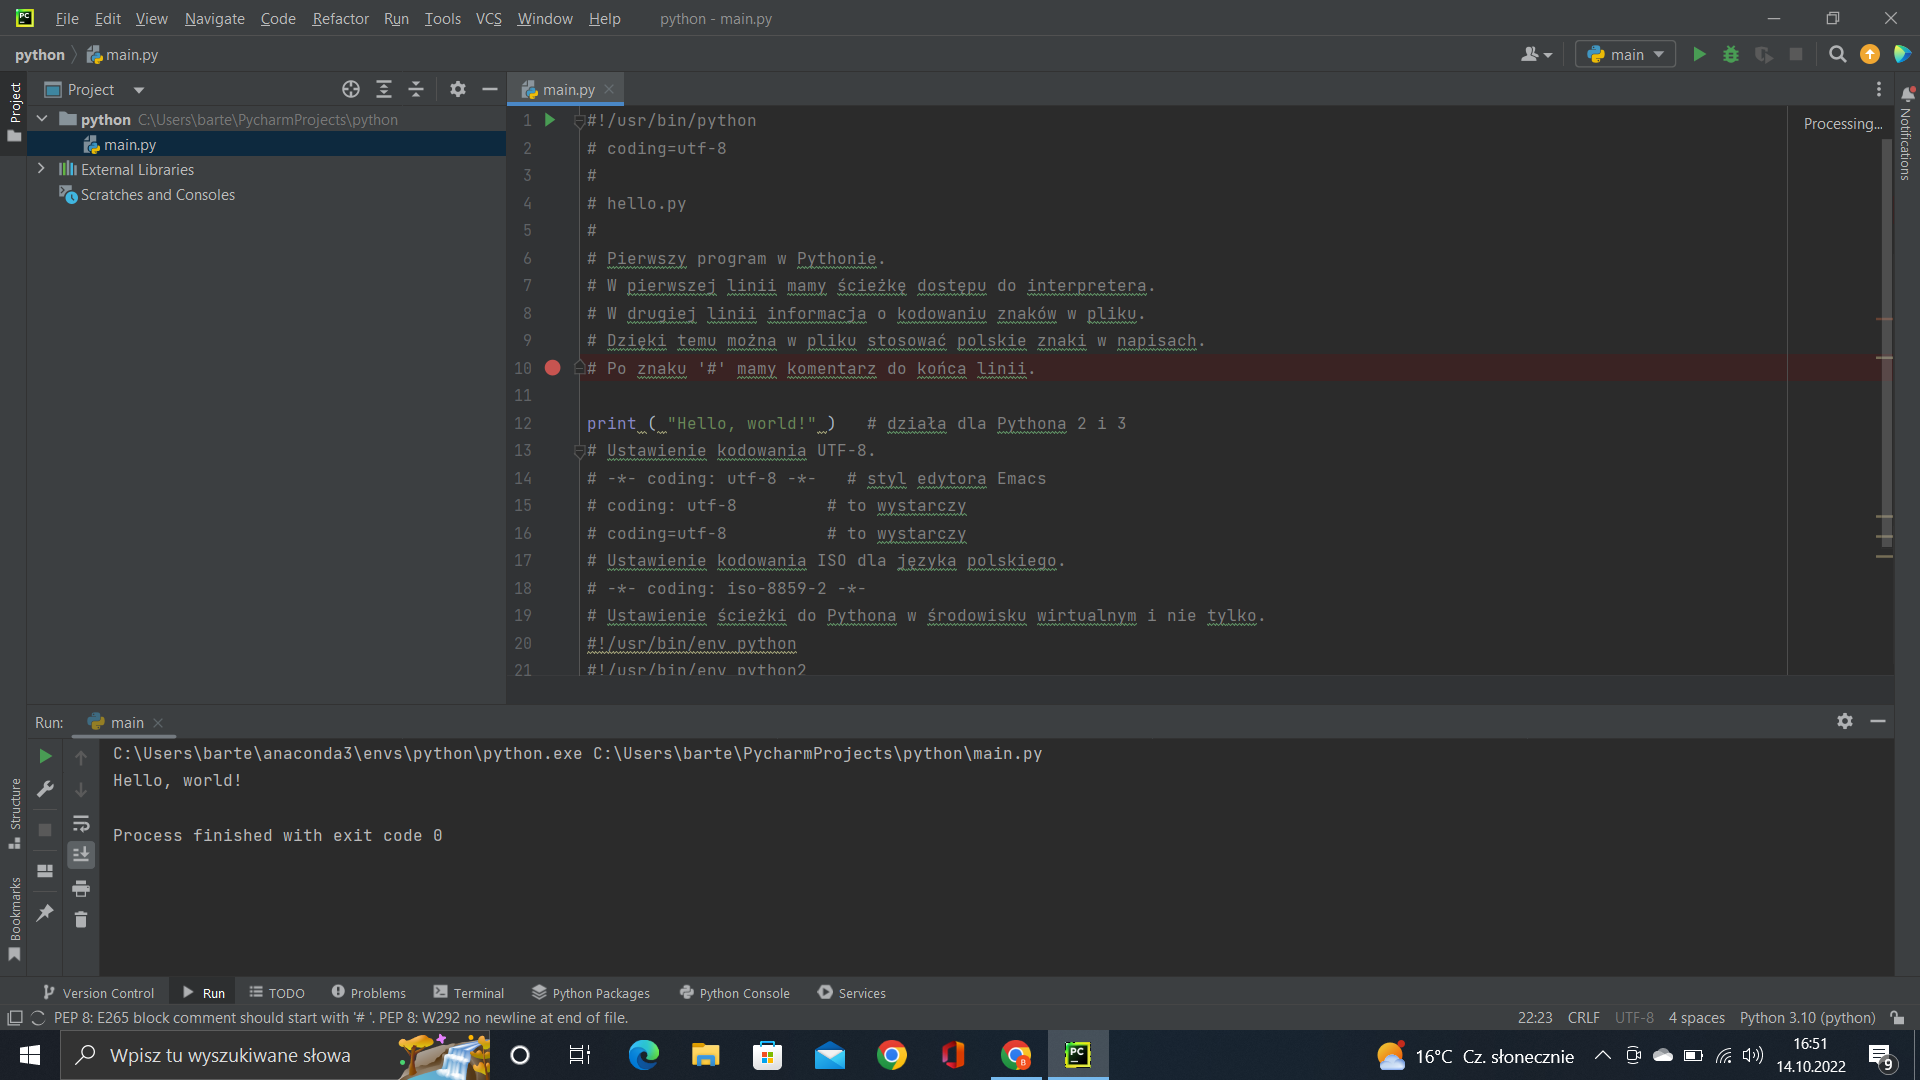 PC File Edit View Navigate Code Refactor Run Tools VCS Window Help python - main.py
python main.py main
Project
Project main.py
python C:\Users\barte\PycharmProjects\python
main.py
External Libraries
Scratches and Consoles
Structure
Bookmarks
1 #!/usr/bin/python
2 # coding=utf-8
3 #
4 # hello.py
5 #
6 # Pierwszy program w Pythonie.
7 # W pierwszej linii mamy ścieżkę dostępu do interpretera.
8 # W drugiej linii informacja o kodowaniu znaków w pliku.
9 # Dzięki temu można w pliku stosować polskie znaki w napisach.
10 # Po znaku '#' mamy komentarz do końca linii.
11
12 print ( "Hello, world!" ) # działa dla Pythona 2 i 3
13 # Ustawienie kodowania UTF-8.
14 # -*- coding: utf-8 -*- # styl edytora Emacs
15 # coding: utf-8 # to wystarczy
16 # coding=utf-8 # to wystarczy
17 # Ustawienie kodowania ISO dla języka polskiego.
18 # -*- coding: iso-8859-2 -*-
19 # Ustawienie ścieżki do Pythona w środowisku wirtualnym i nie tylko.
20 #!/usr/bin/env python
21 #!/usr/bin/env python2
Processing...
Notifications
Run: main
C:\Users\barte\anaconda3\envs\python\python.exe C:\Users\barte\PycharmProjects\python\main.py
Hello, world!
Process finished with exit code 0
Version Control Run TODO Problems Terminal Python Packages Python Console Services
PEP 8: E265 block comment should start with '# '. PEP 8: W292 no newline at end of file. 22:23 CRLF UTF-8 4 spaces Python 3.10 (python)
Wpisz tu wyszukiwane słowa B PC 16°C Cz. słonecznie 16:51
14.10.2022 9